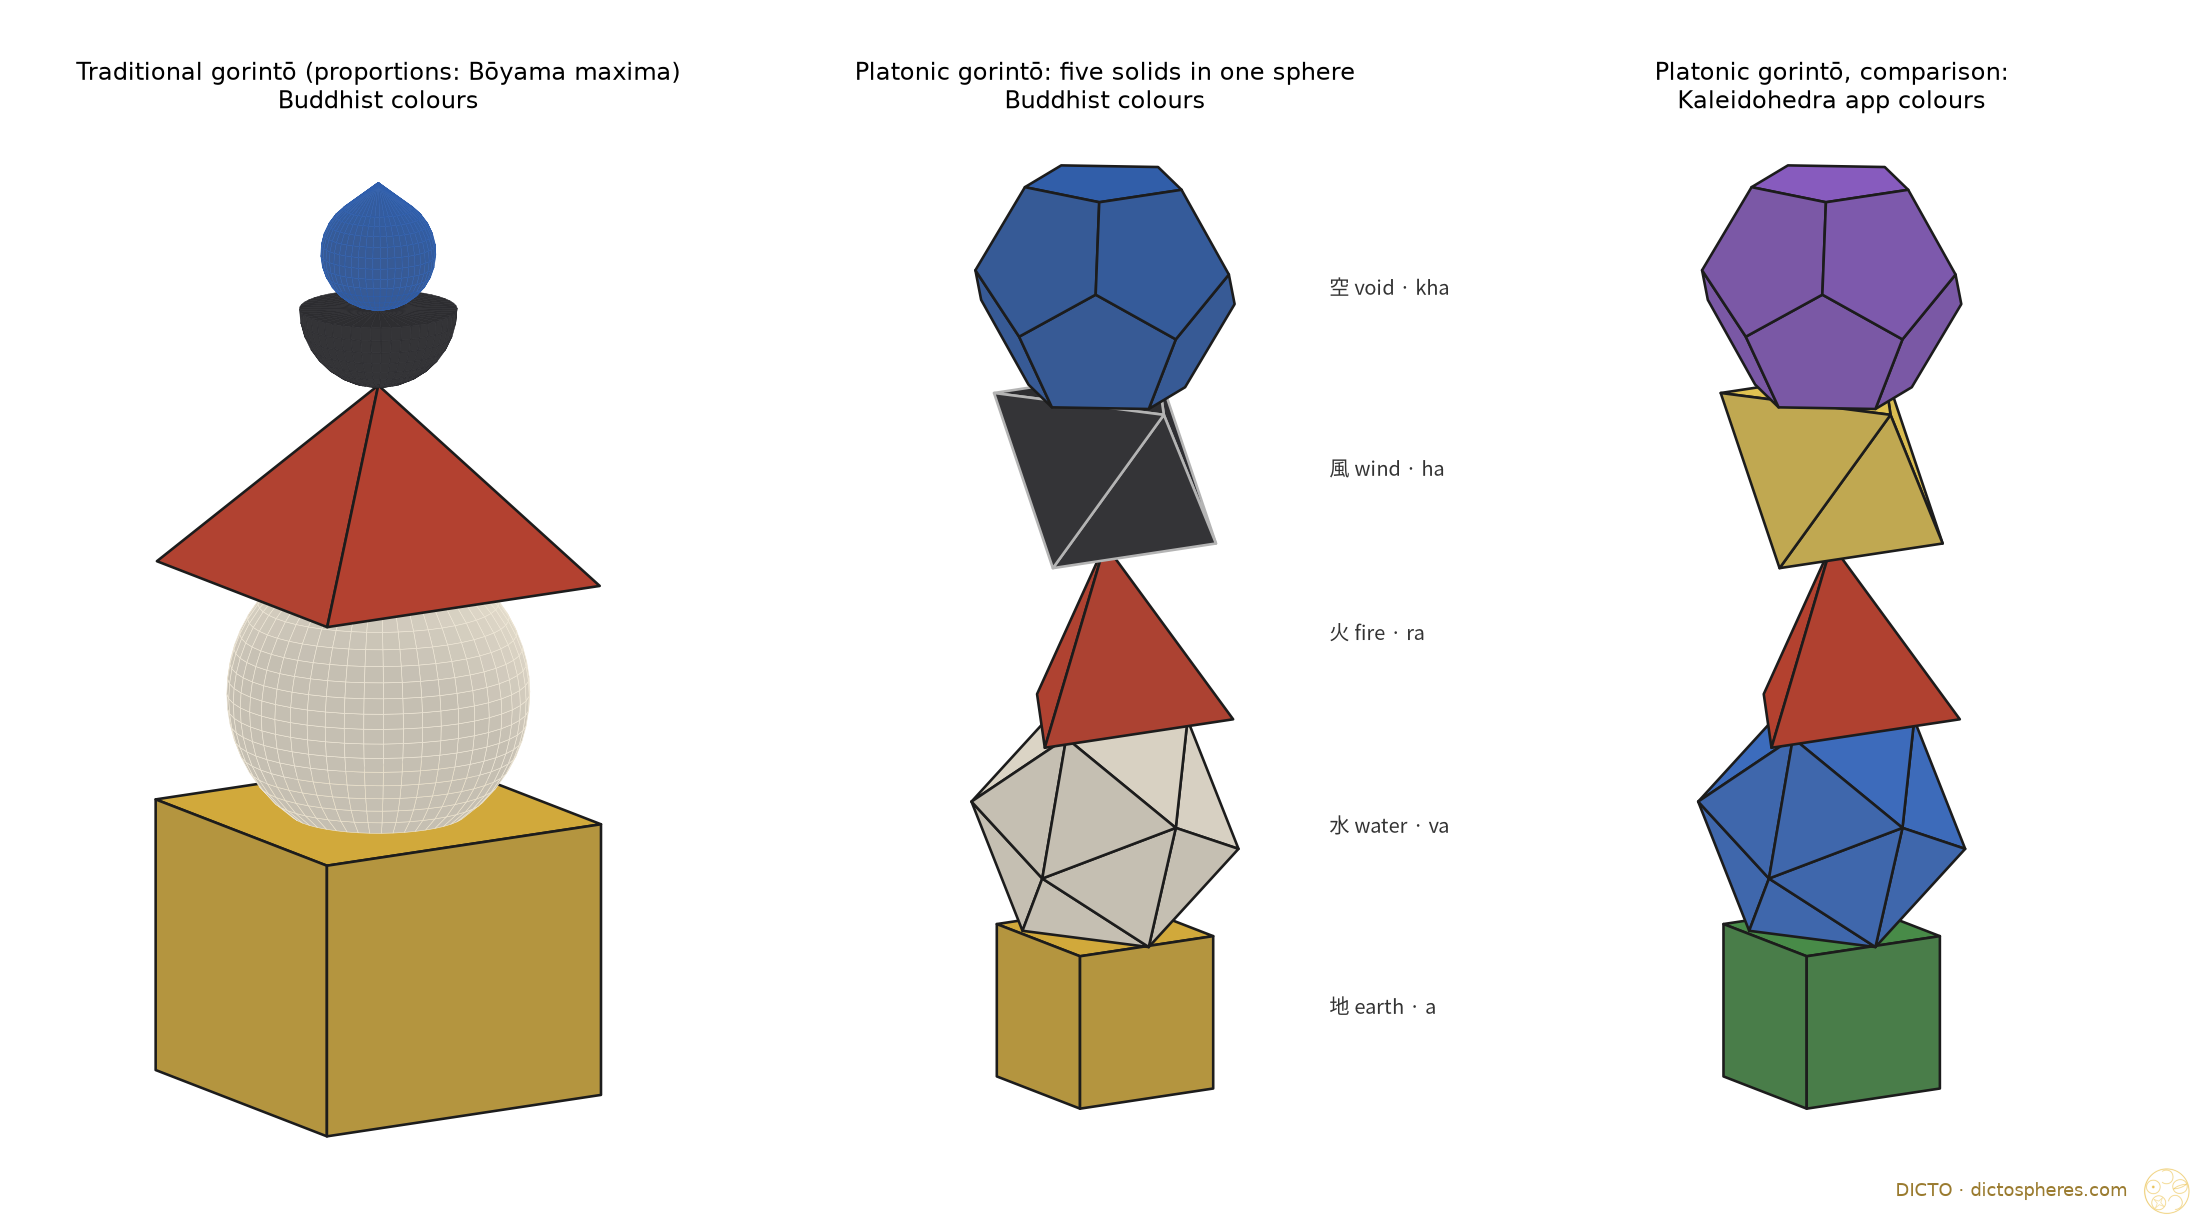 Traditional gorintō (proportions: Bōyama maxima)
Buddhist colours
Platonic gorintō: five solids in one sphere
Buddhist colours
Platonic gorintō, comparison:
Kaleidohedra app colours
空 void · kha
風 wind · ha
火 fire · ra
水 water · va
地 earth · a
DICTO · dictospheres.com